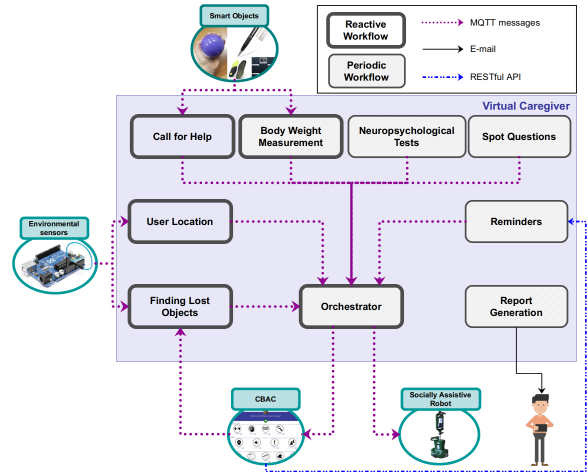 Smart Objects
Reactive
Workflow
Periodic
Workflow
MQTT messages
E-mail
RESTful API
Virtual Caregiver
Call for Help
Body Weight
Measurement
Neuropsychological
Tests
Spot Questions
Environmental
sensors
User Location
Reminders
Finding Lost
Objects
Orchestrator
Report
Generation
CBAC
Socially Assistive
Robot